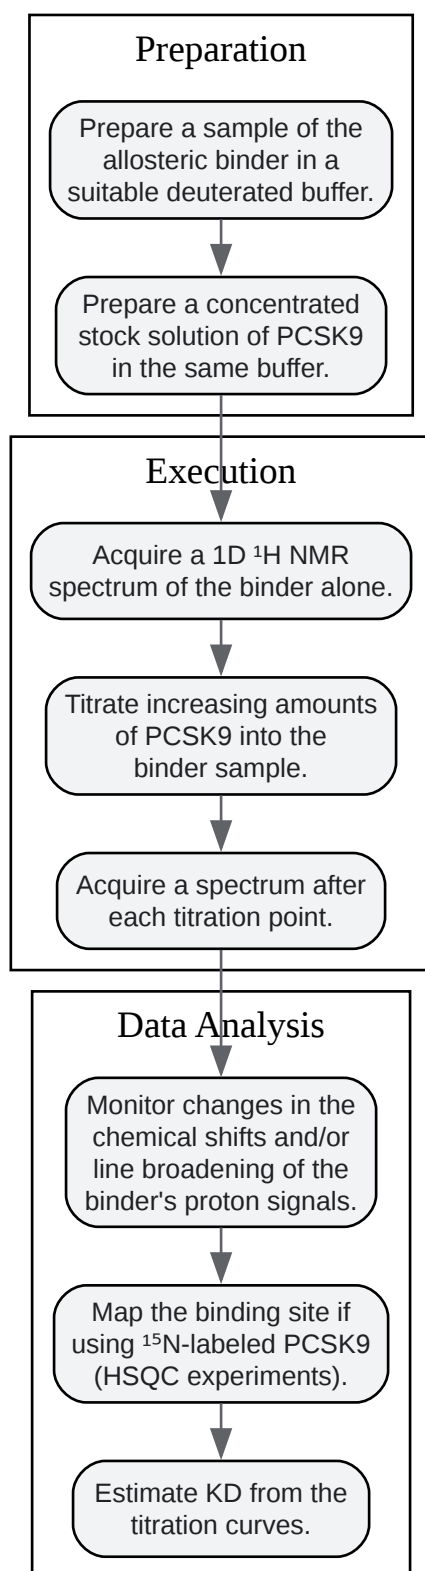 Preparation
Prepare a sample of the
allosteric binder in a
suitable deuterated buffer.
Prepare a concentrated
stock solution of PCSK9
in the same buffer.
Execution
Acquire a 1D ¹H NMR
spectrum of the binder alone.
Titrate increasing amounts
of PCSK9 into the
binder sample.
Acquire a spectrum after
each titration point.
Data Analysis
Monitor changes in the
chemical shifts and/or
line broadening of the
binder's proton signals.
Map the binding site if
using ¹⁵N-labeled PCSK9
(HSQC experiments).
Estimate KD from the
titration curves.